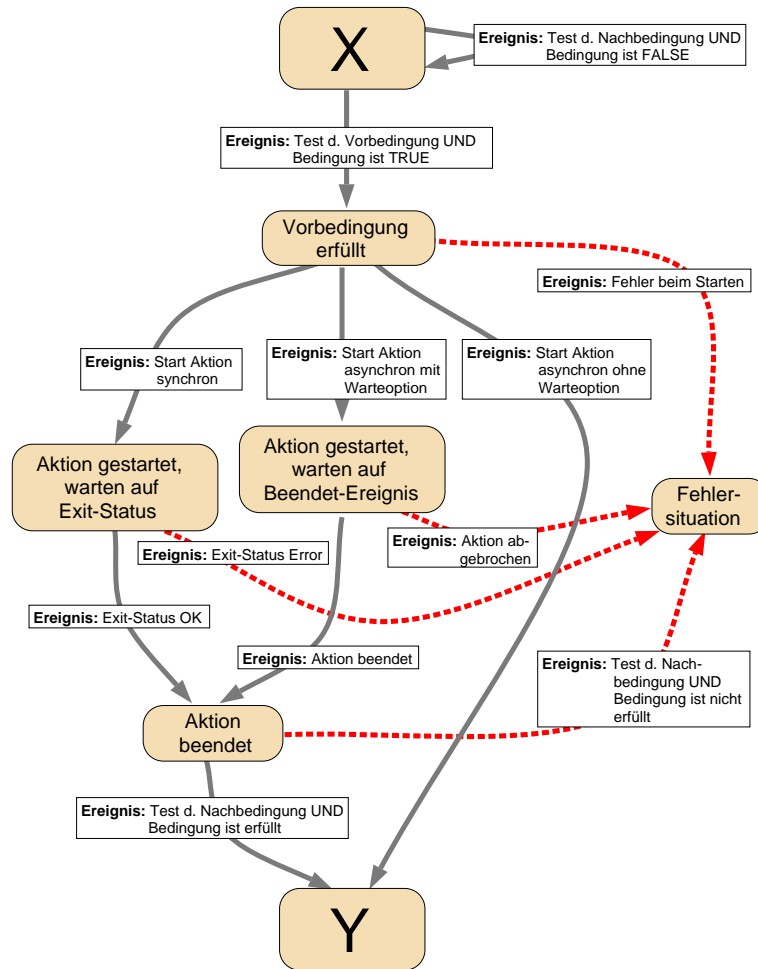 X
Ereignis: Test d. Nachbedingung UND
Bedingung ist FALSE
Ereignis: Test d. Vorbedingung UND
Bedingung ist TRUE
Vorbedingung
erfüllt
Ereignis: Fehler beim Starten
Ereignis: Start Aktion
synchron
Ereignis: Start Aktion
asynchron mit
Warteoption
Ereignis: Start Aktion
asynchron ohne
Warteoption
Aktion gestartet,
warten auf
Exit-Status
Aktion gestartet,
warten auf
Beendet-Ereignis
Fehler-
situation
Ereignis: Exit-Status Error
Ereignis: Aktion ab-
gebrochen
Ereignis: Exit-Status OK
Ereignis: Aktion beendet
Ereignis: Test d. Nach-
bedingung UND
Bedingung ist nicht
erfüllt
Aktion
beendet
Ereignis: Test d. Nachbedingung UND
Bedingung ist erfüllt
Y